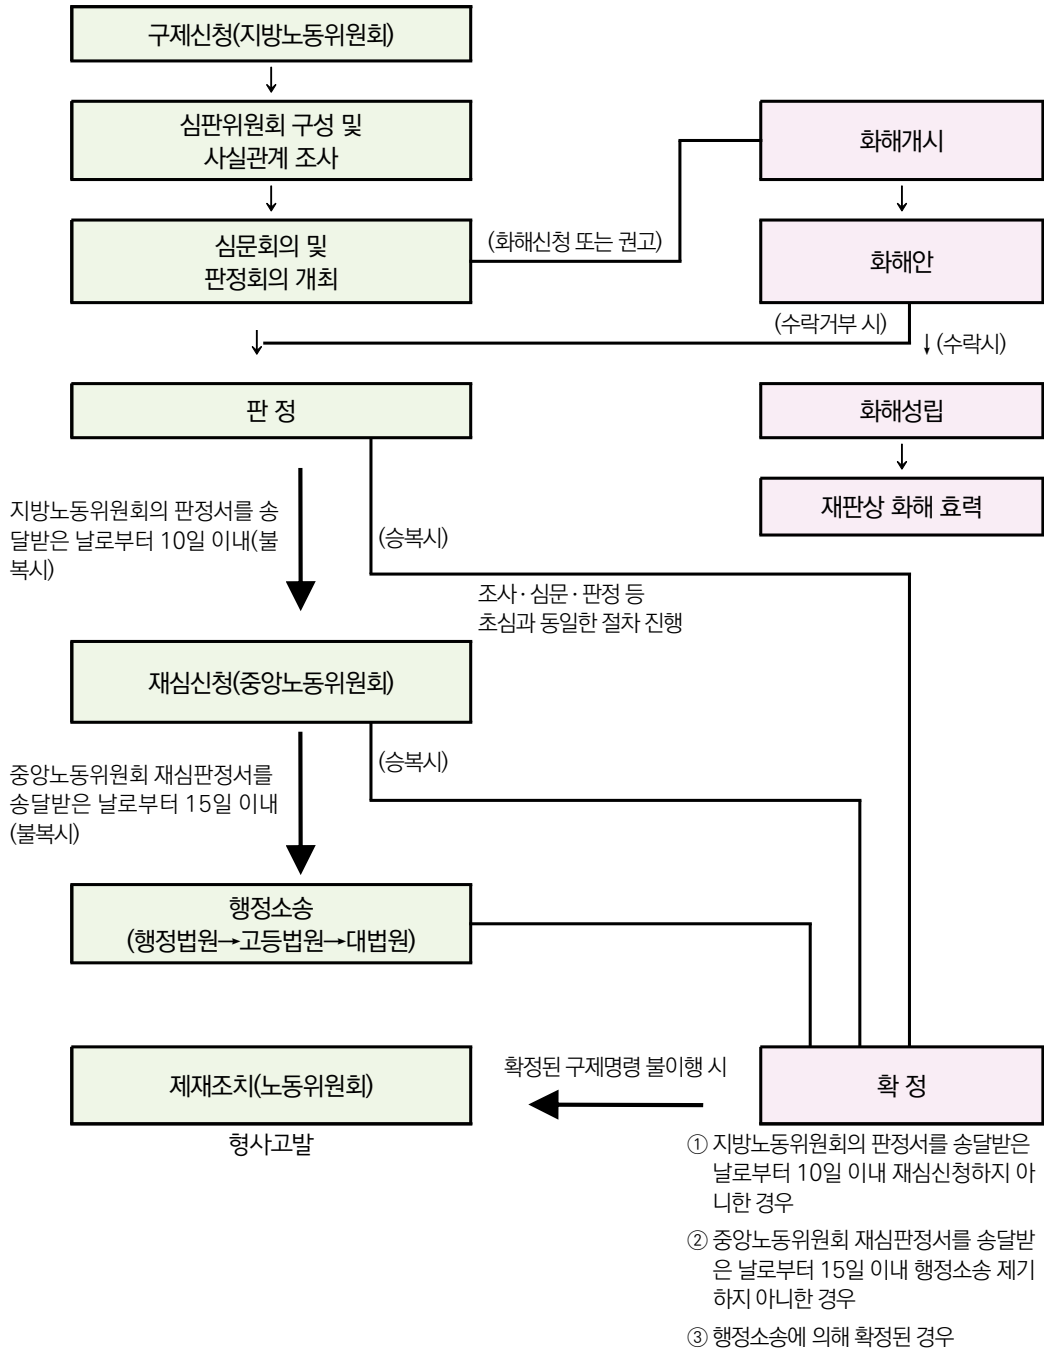 구제신청(지방노동위원회)
심판위원회 구성 및
사실관계 조사
화해개시
심문회의 및
판정회의 개최
(화해신청 또는 권고)
화해안
(수락거부 시)
(수락시)
판 정
화해성립
재판상 화해 효력
지방노동위원회의 판정서를 송
달받은 날로부터 10일 이내(불
복시)
(승복시)
조사 · 심문 · 판정 등
초심과 동일한 절차 진행
재심신청(중앙노동위원회)
(승복시)
중앙노동위원회 재심판정서를
송달받은 날로부터 15일 이내
(불복시)
행정소송
(행정법원→고등법원→대법원)
제재조치(노동위원회)
확정된 구제명령 불이행 시
확 정
형사고발
① 지방노동위원회의 판정서를 송달받은
날로부터 10일 이내 재심신청하지 아
니한 경우
② 중앙노동위원회 재심판정서를 송달받
은 날로부터 15일 이내 행정소송 제기
하지 아니한 경우
③ 행정소송에 의해 확정된 경우